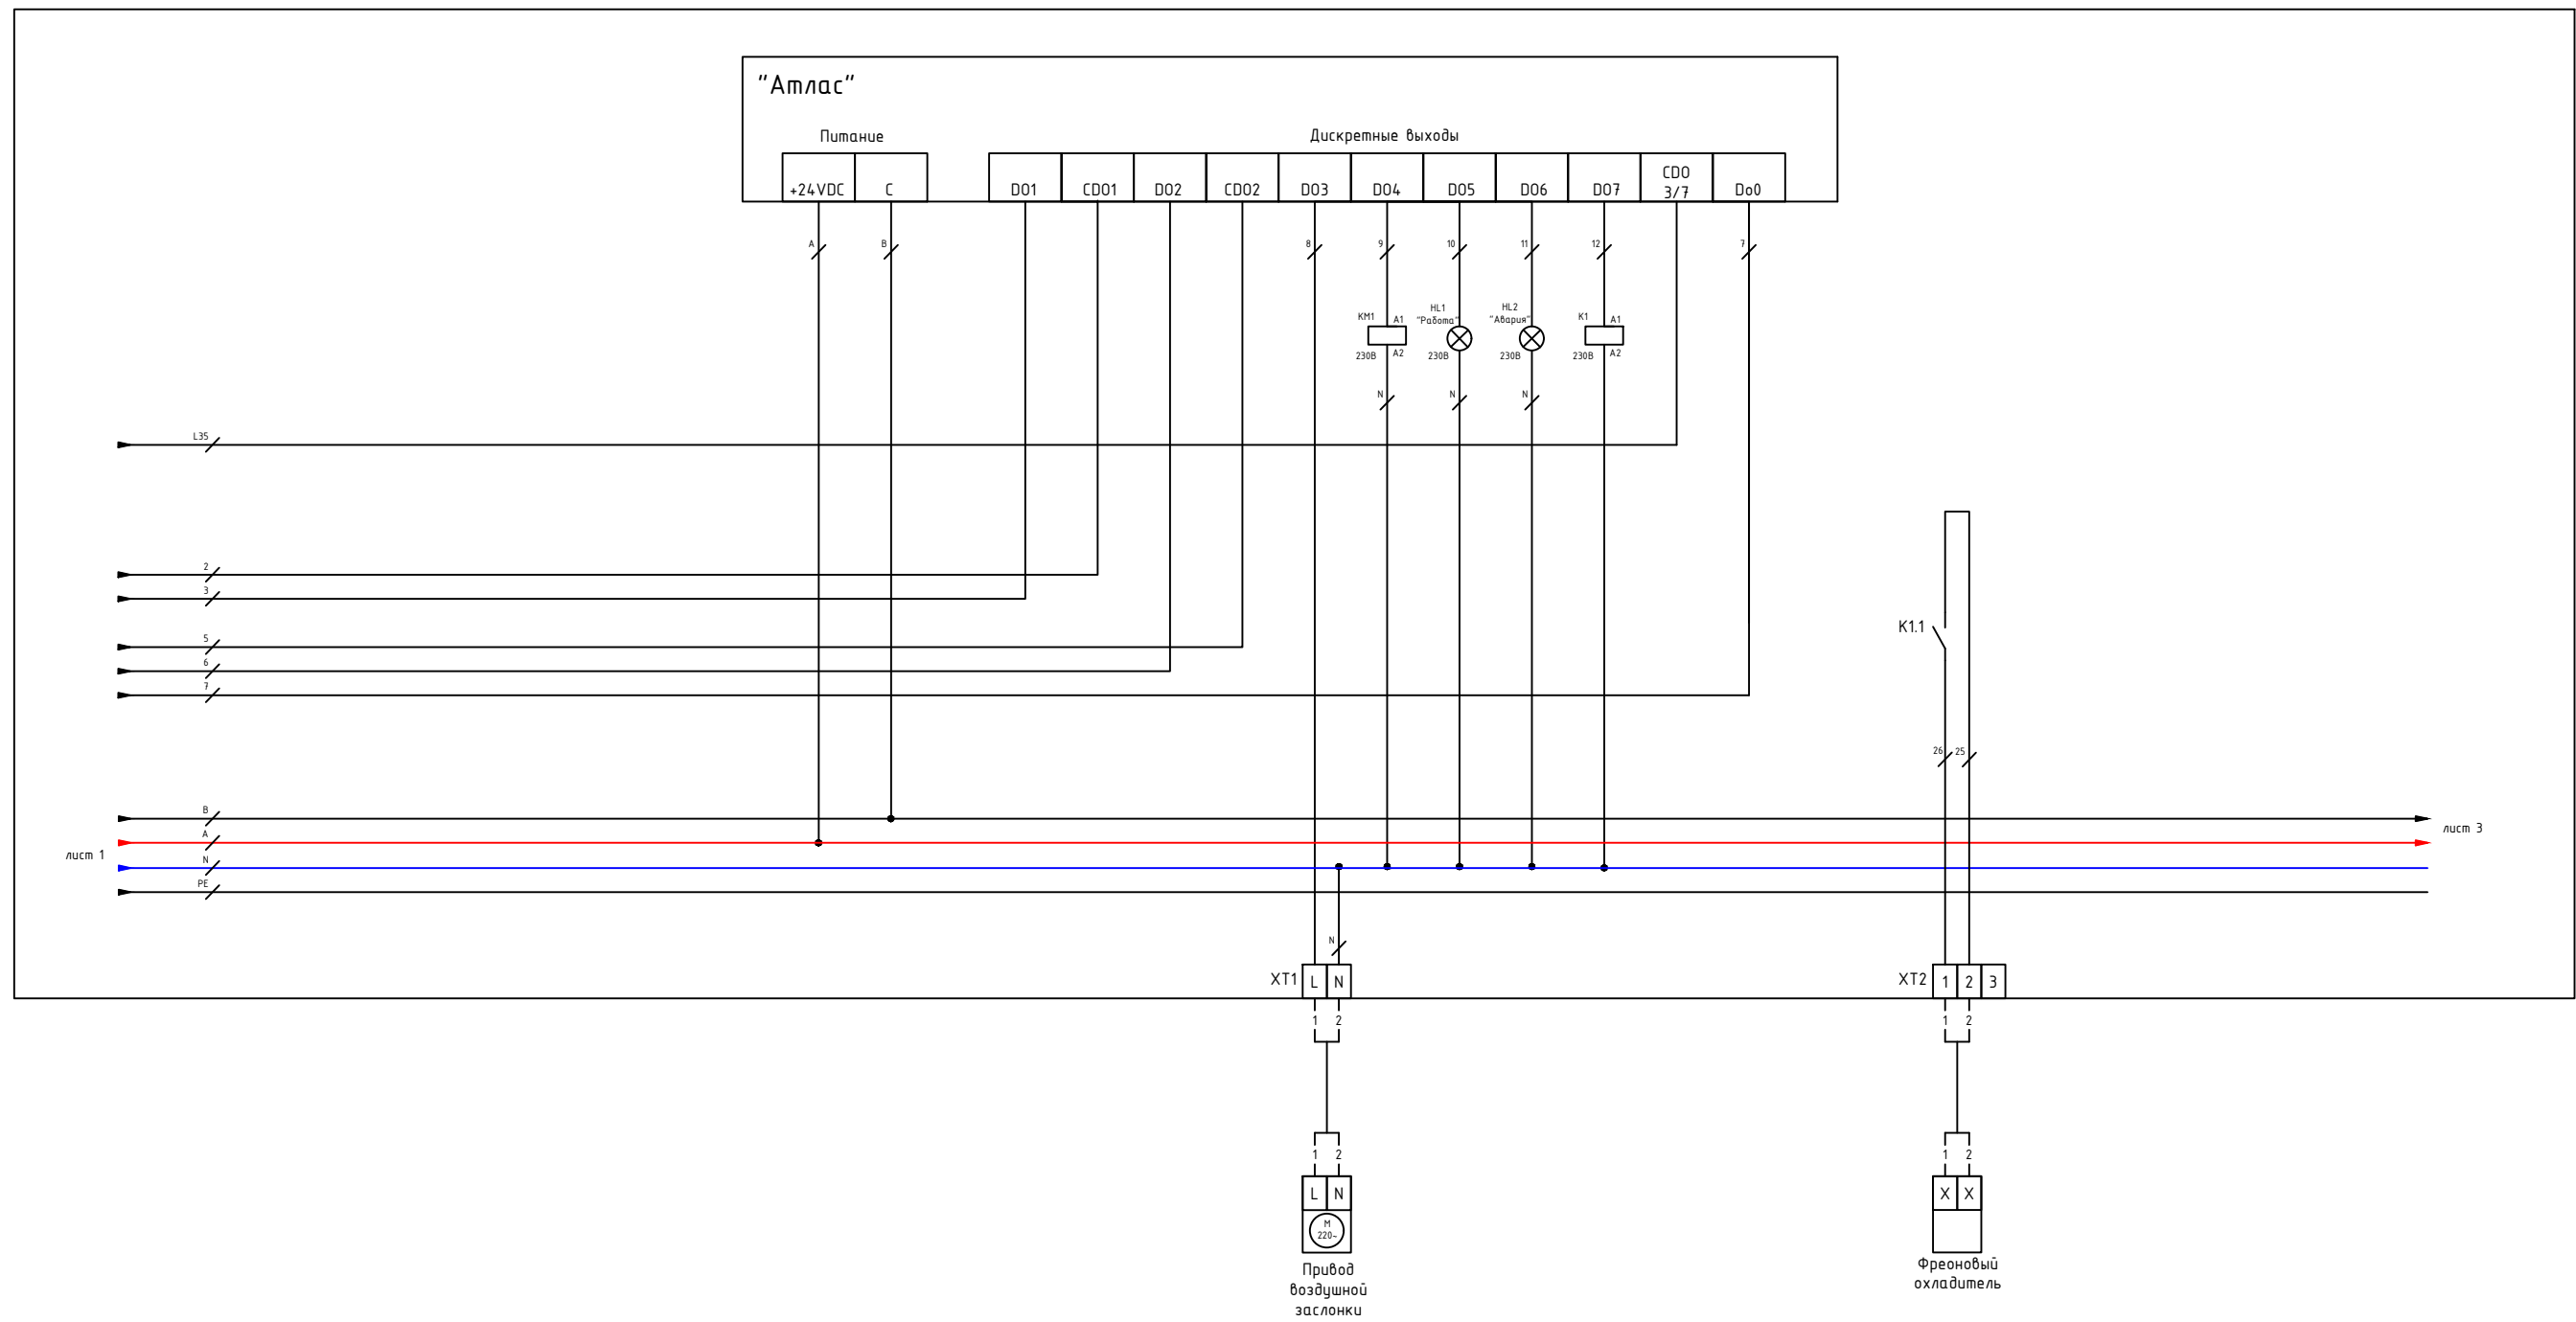 "Атлас"
Питание
Дискретные выходы
+24VDC C DO1 CDO1 DO2 CDO2 DO3 DO4 DO5 DO6 DO7 CDO 3/7 Do0
A B 8 9 10 11 12 7
KM1 A1 A2 230В
HL1 "Работа" 230В
HL2 "Авария" 230В
K1 A1 A2 230В
N N N
L35
2
3
K1.1
5
6
7
26 25
B
A
N
PE
лист 1
лист 3
N
XT1 L N
XT2 1 2 3
1 2
1 2
1 2
1 2
L N
X X
M
220~
Привод
воздушной
заслонки
Фреоновый
охладитель